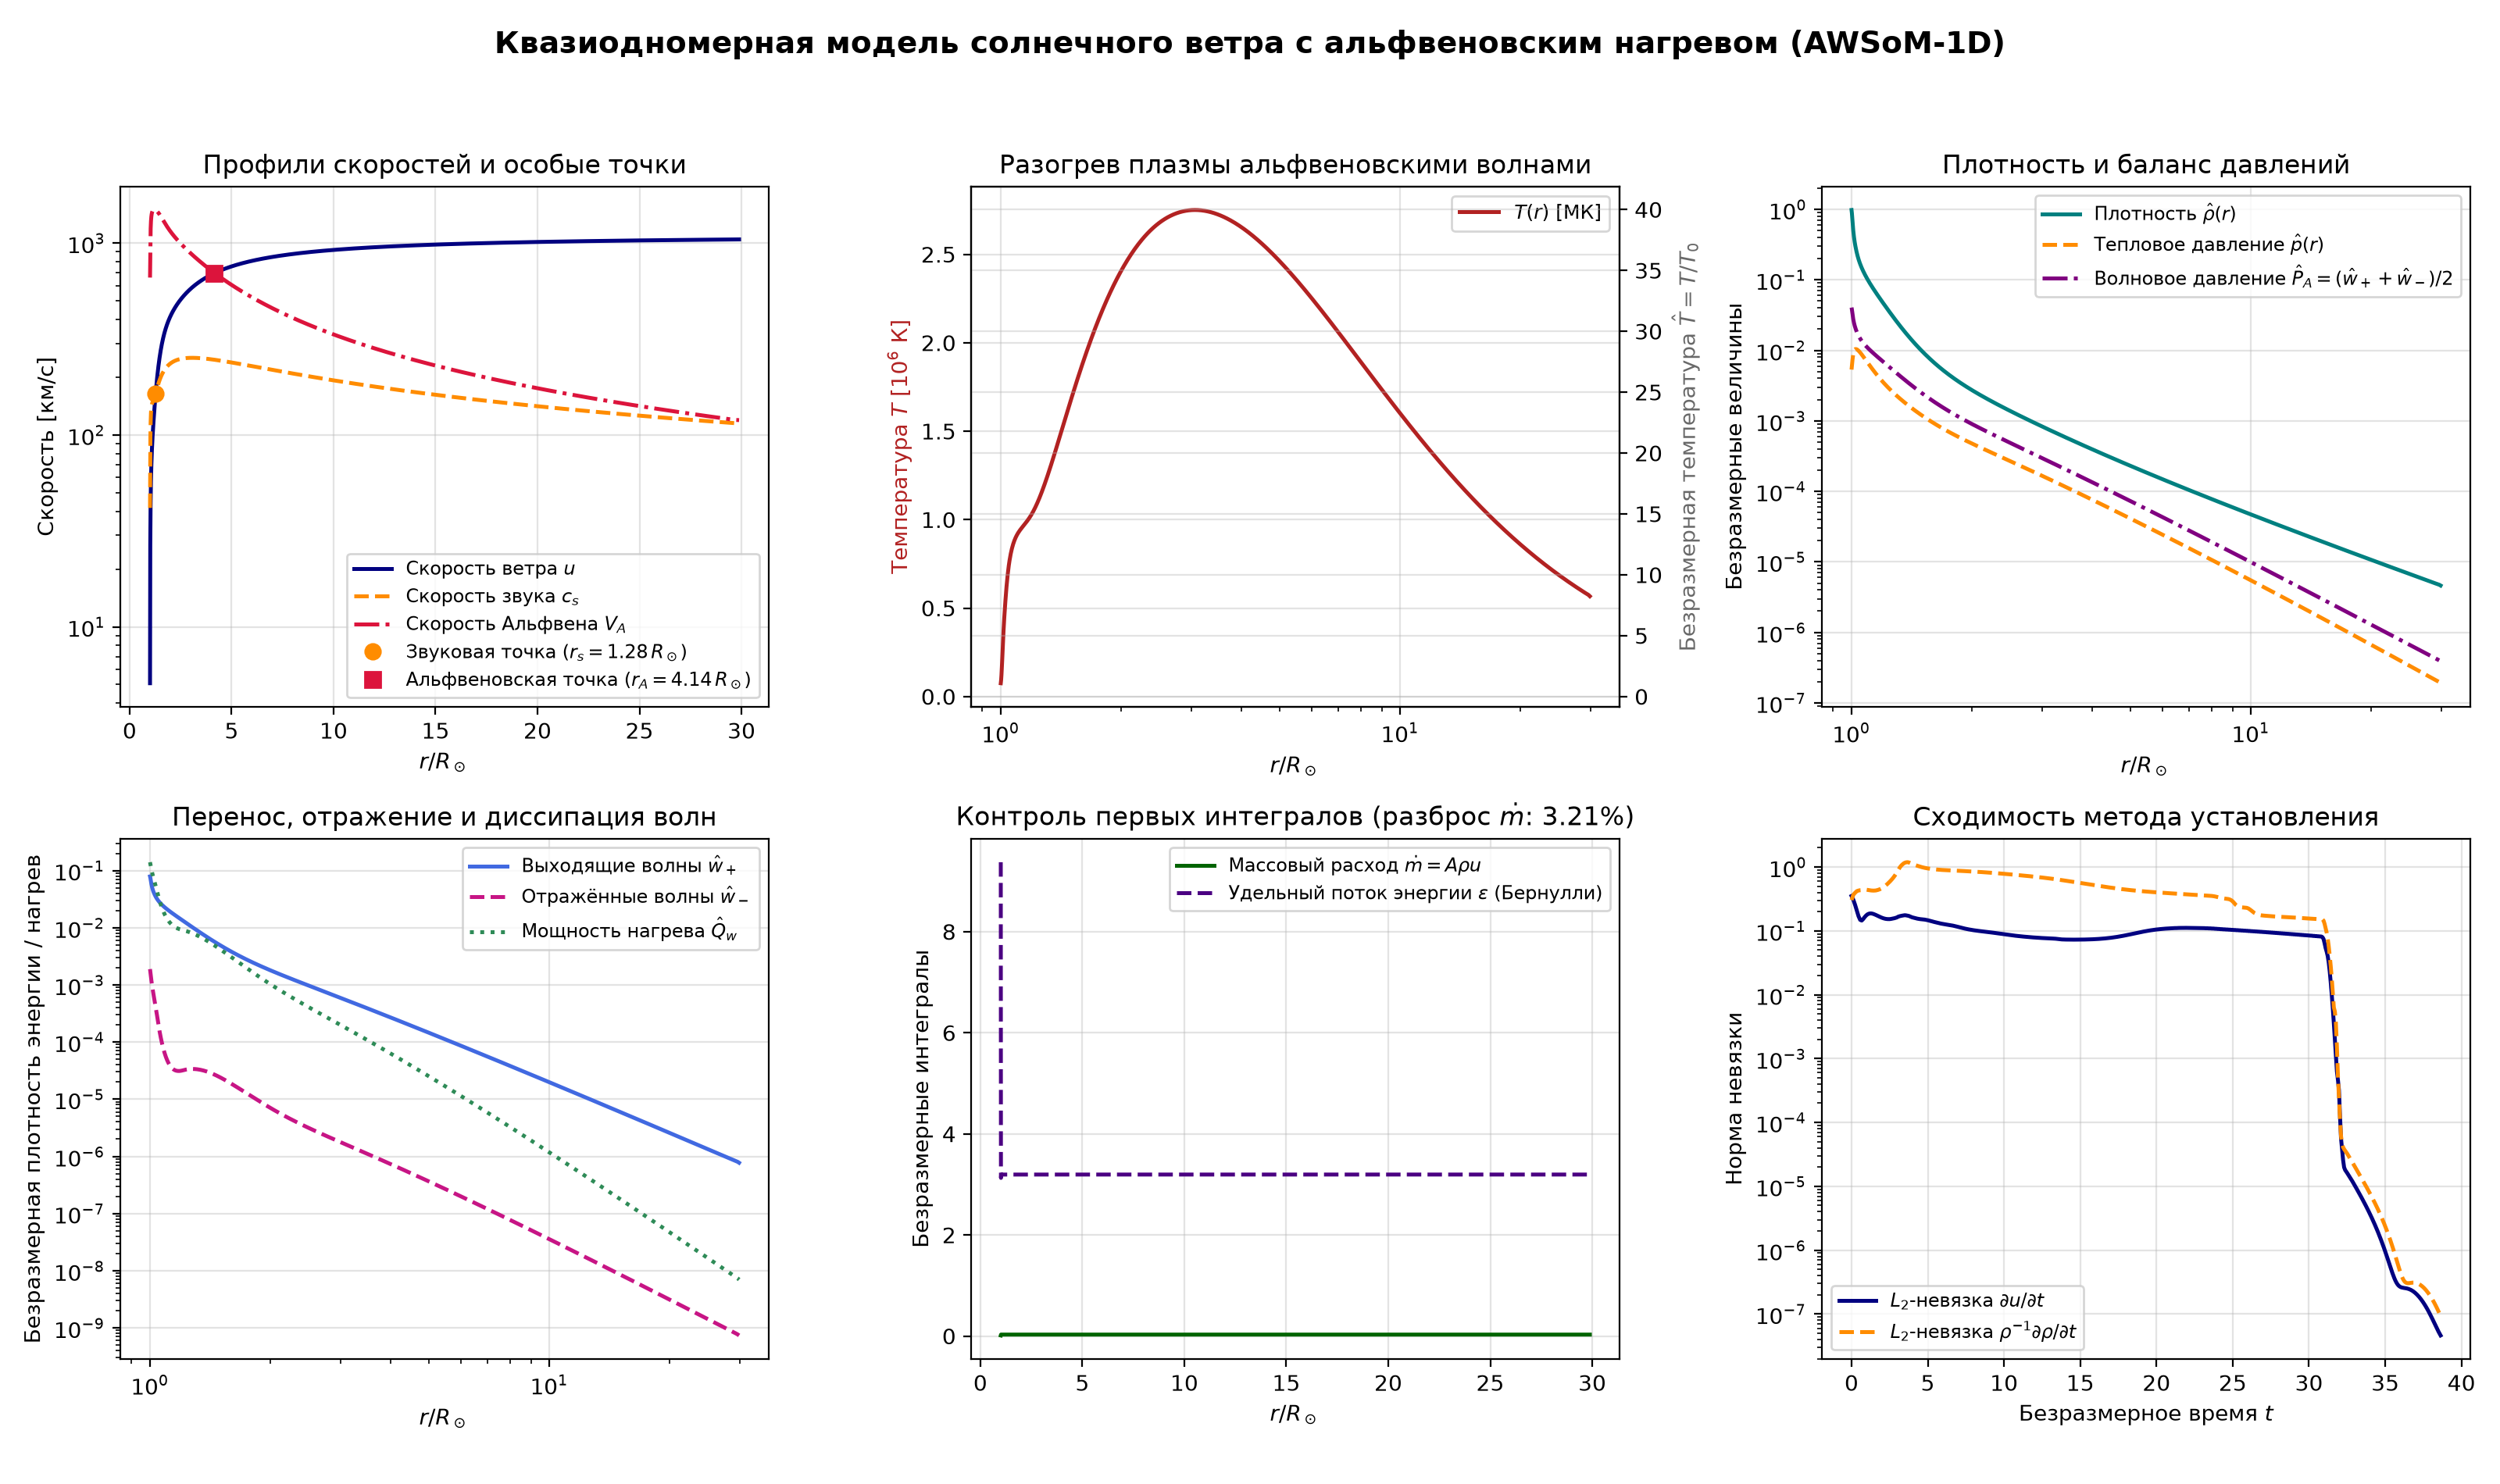 Квазиодномерная модель солнечного ветра с альфвеновским нагревом (AWSoM-1D)
Профили скоростей и особые точки
Скорость [км/с]
10³
10²
10¹
Скорость ветра u
Скорость звука c_s
Скорость Альфвена V_A
Звуковая точка (r_s = 1.28 R_⊙)
Альфвеновская точка (r_A = 4.14 R_⊙)
0 5 10 15 20 25 30
r/R_⊙
Разогрев плазмы альфвеновскими волнами
Температура T [10⁶ К]
2.5
2.0
1.5
1.0
0.5
0.0
T(r) [МК]
40
35
30
25
20
15
10
5
0
Безразмерная температура T̂ = T/T₀
10⁰ 10¹
r/R_⊙
Плотность и баланс давлений
Безразмерные величины
10⁰
10⁻¹
10⁻²
10⁻³
10⁻⁴
10⁻⁵
10⁻⁶
10⁻⁷
Плотность ρ̂(r)
Тепловое давление p̂(r)
Волновое давление P̂_A = (ŵ₊ + ŵ₋)/2
10⁰ 10¹
r/R_⊙
Перенос, отражение и диссипация волн
Безразмерная плотность энергии / нагрев
10⁻¹
10⁻²
10⁻³
10⁻⁴
10⁻⁵
10⁻⁶
10⁻⁷
10⁻⁸
10⁻⁹
Выходящие волны ŵ₊
Отражённые волны ŵ₋
Мощность нагрева Q̂_w
10⁰ 10¹
r/R_⊙
Контроль первых интегралов (разброс ṁ: 3.21%)
Безразмерные интегралы
8
6
4
2
0
Массовый расход ṁ = Aρu
Удельный поток энергии ε (Бернулли)
0 5 10 15 20 25 30
r/R_⊙
Сходимость метода установления
Норма невязки
10⁰
10⁻¹
10⁻²
10⁻³
10⁻⁴
10⁻⁵
10⁻⁶
10⁻⁷
L₂-невязка ∂u/∂t
L₂-невязка ρ⁻¹∂ρ/∂t
0 5 10 15 20 25 30 35 40
Безразмерное время t